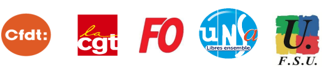 Cfdt:
la
cgt
FO
uNSa
Libres ensemble
U.
F.S.U.